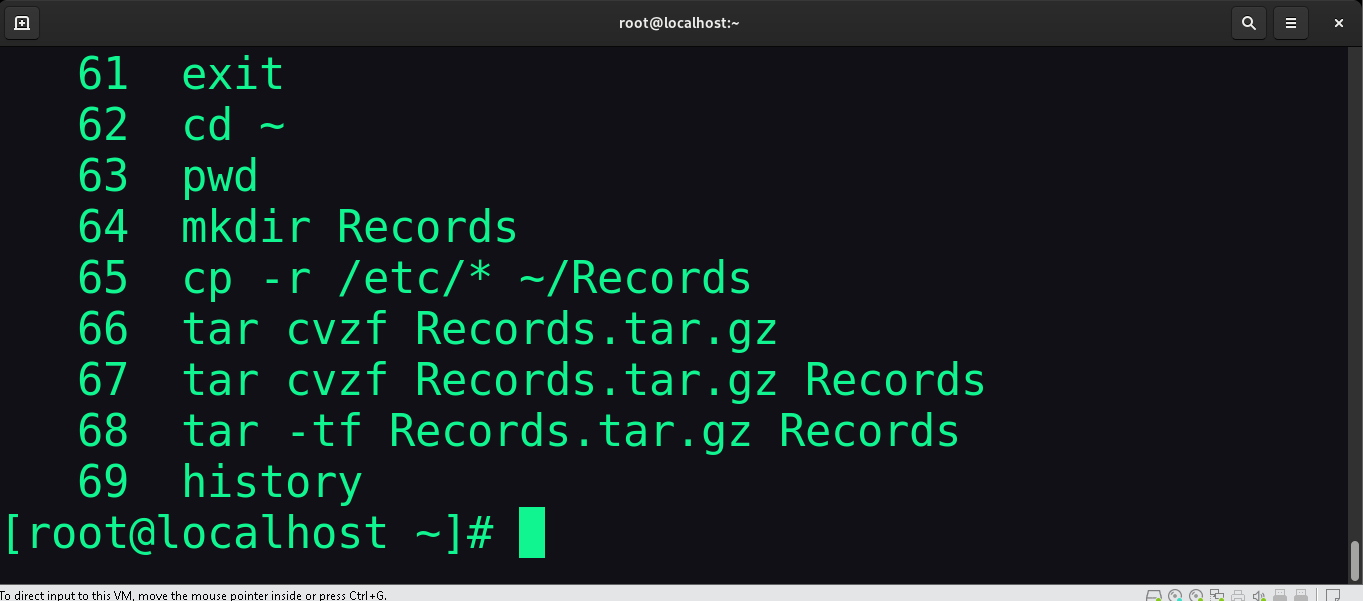 root@localhost:~
61 exit
62 cd ~
63 pwd
64 mkdir Records
65 cp -r /etc/* ~/Records
66 tar cvzf Records.tar.gz
67 tar cvzf Records.tar.gz Records
68 tar -tf Records.tar.gz Records
69 history
[root@localhost ~]#
To direct input to this VM, move the mouse pointer inside or press Ctrl+G.